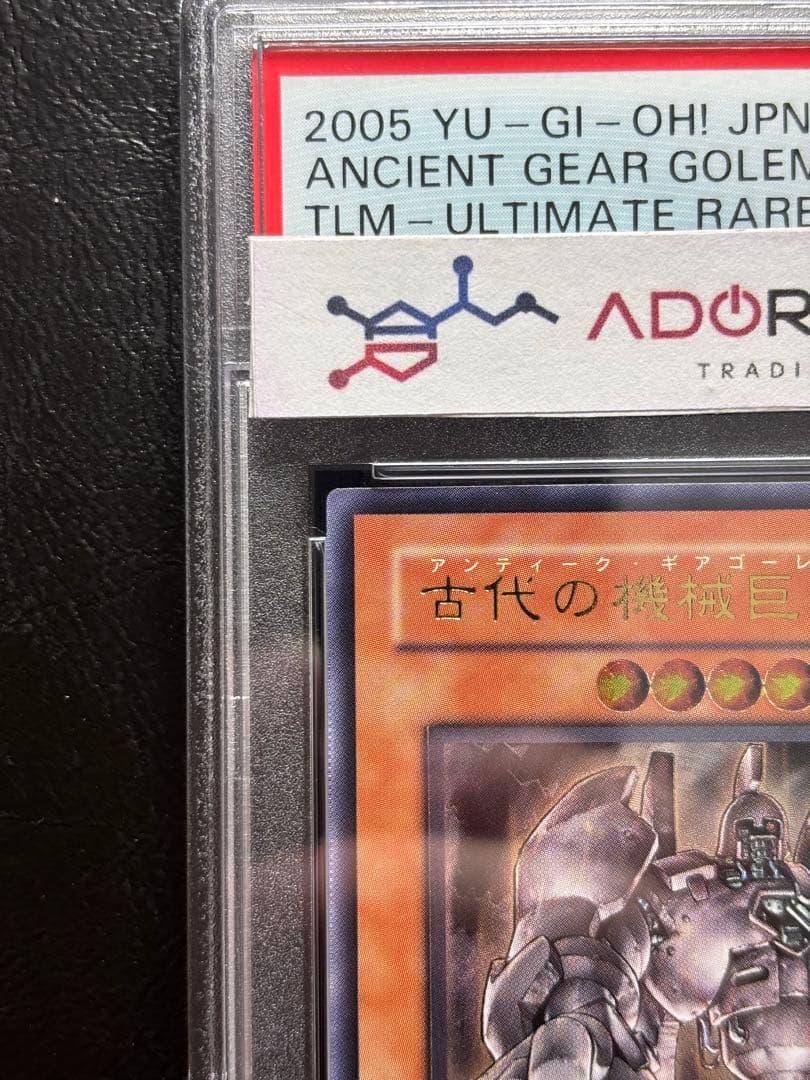 2005 YU-GI-OH! JPN
ANCIENT GEAR GOLEM
TLM-ULTIMATE RARE
ADOR
TRADI
アンティーク・ギアゴーレ
古代の機械巨